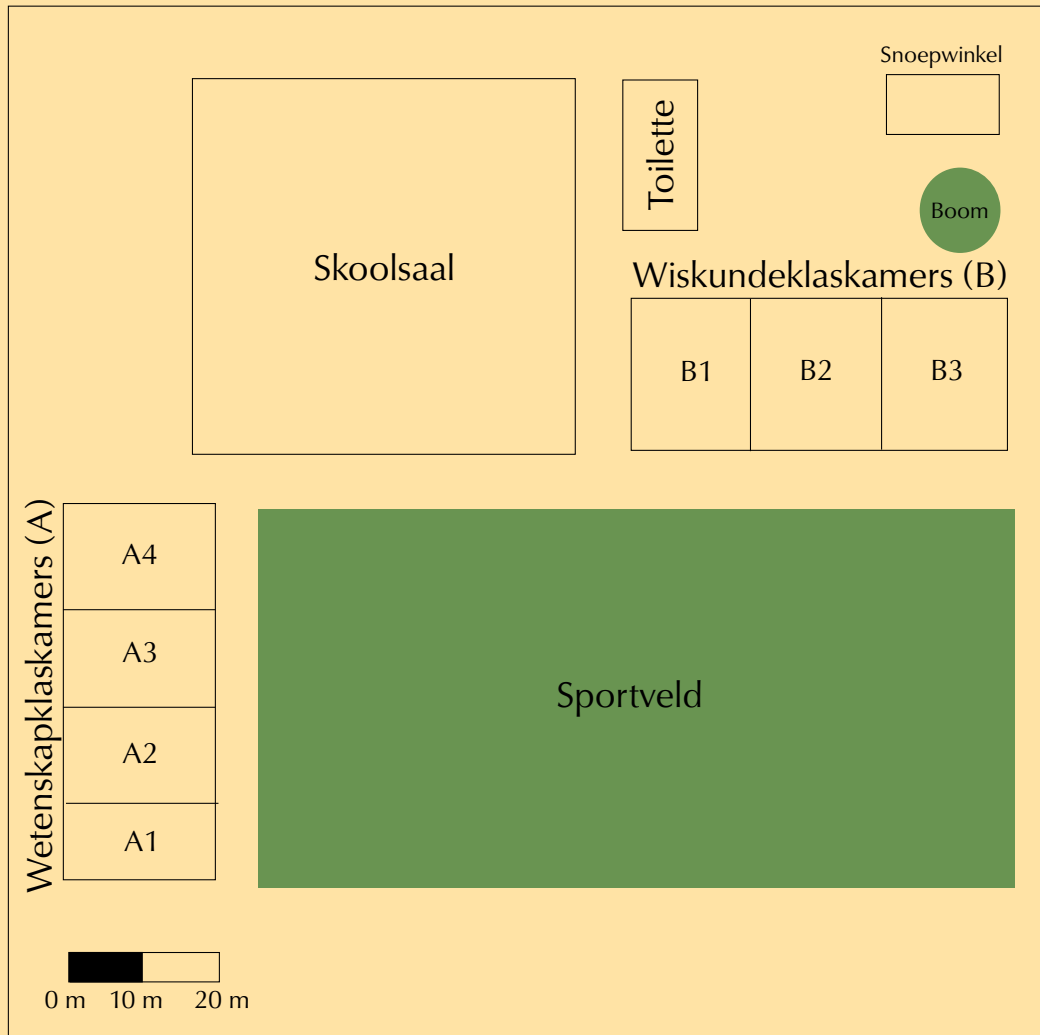 Snoepwinkel
Toilette
Boom
Skoolsaal
Wiskundeklaskamers (B)
B1 B2 B3
Wetenskapklaskamers (A)
A4
A3
Sportveld
A2
A1
0 m 10 m 20 m